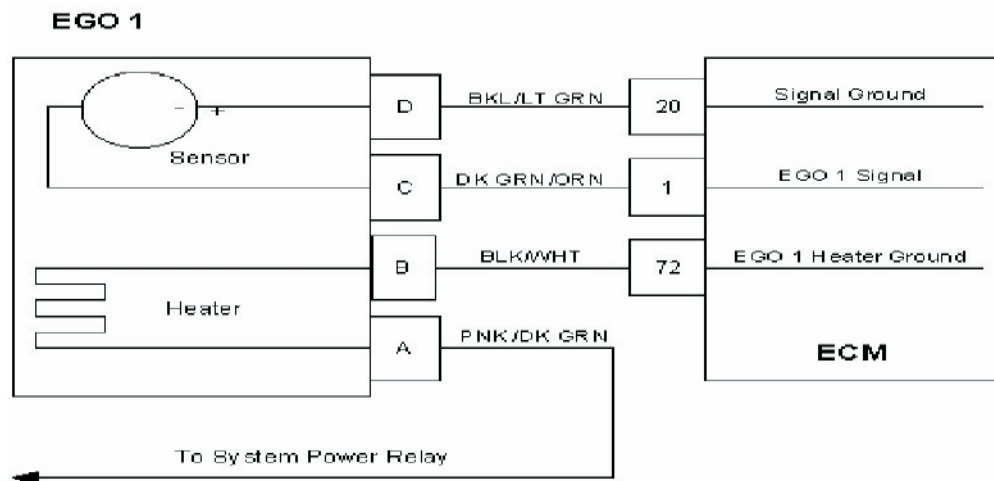 EGO 1
D BKL/LT GRN 20 Signal Ground
- +
Sensor
C DK GRN/ORN 1 EGO 1 Signal
B BLK/WHT 72 EGO 1 Heater Ground
Heater
A PNK/DK GRN
ECM
To System Power Relay